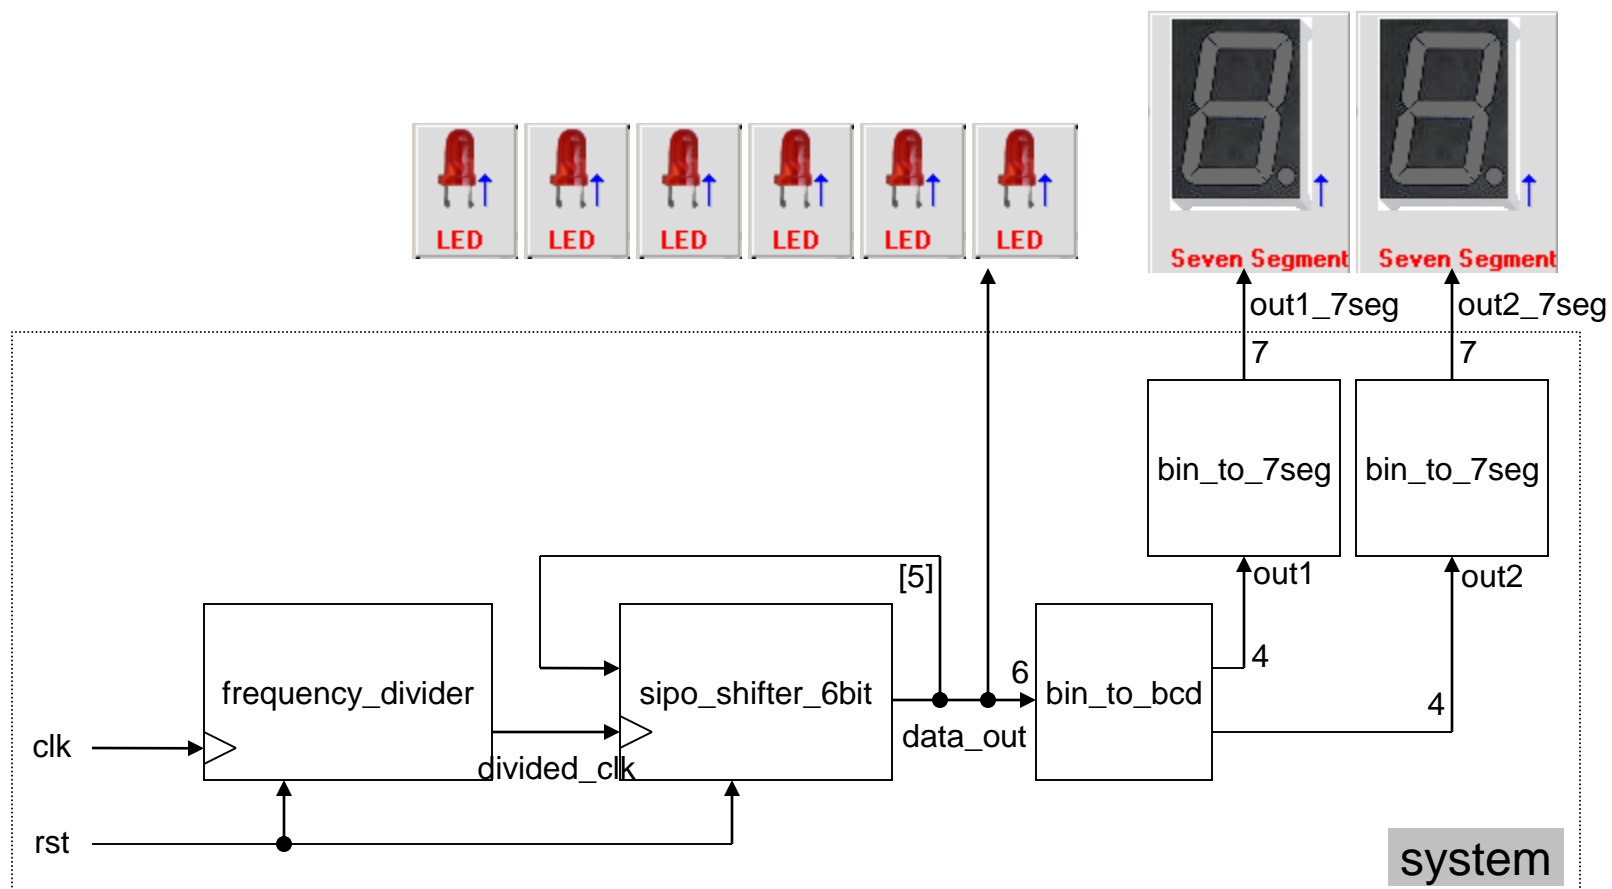 LED LED LED LED LED LED
Seven Segment Seven Segment
out1_7seg out2_7seg
7 7
bin_to_7seg bin_to_7seg
[5] out1 out2
4
6
frequency_divider sipo_shifter_6bit bin_to_bcd
4
data_out
clk
divided_clk
rst
system